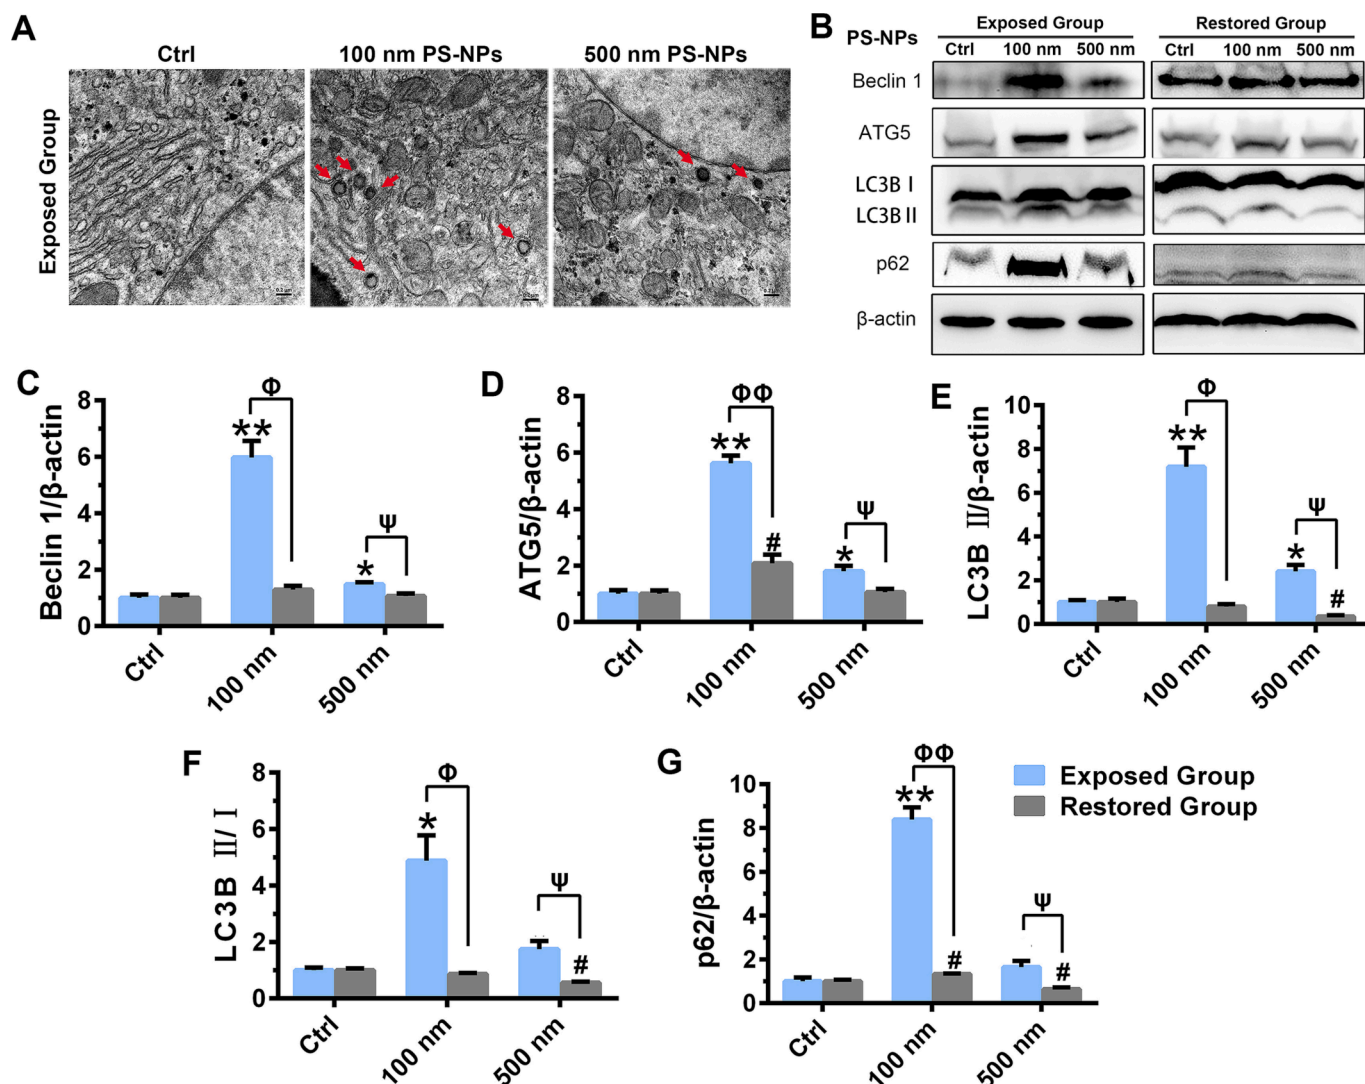 A
Ctrl
100 nm PS-NPs
500 nm PS-NPs
Exposed Group
0.2 μm
B
PS-NPs
Exposed Group
Restored Group
Ctrl 100 nm 500 nm
Ctrl 100 nm 500 nm
Beclin 1
ATG5
LC3B I
LC3B II
p62
β-actin
C
Beclin 1/β-actin
8
6
4
2
0
Φ
**
Ψ
*
Ctrl
100 nm
500 nm
D
ATG5/β-actin
8
6
4
2
0
ΦΦ
**
#
Ψ
*
Ctrl
100 nm
500 nm
E
LC3B II/β-actin
10
8
6
4
2
0
Φ
**
Ψ
*
#
Ctrl
100 nm
500 nm
F
LC3B II/ I
8
6
4
2
0
Φ
*
Ψ
#
Ctrl
100 nm
500 nm
G
p62/β-actin
10
8
6
4
2
0
ΦΦ
**
#
Ψ
#
Ctrl
100 nm
500 nm
Exposed Group
Restored Group